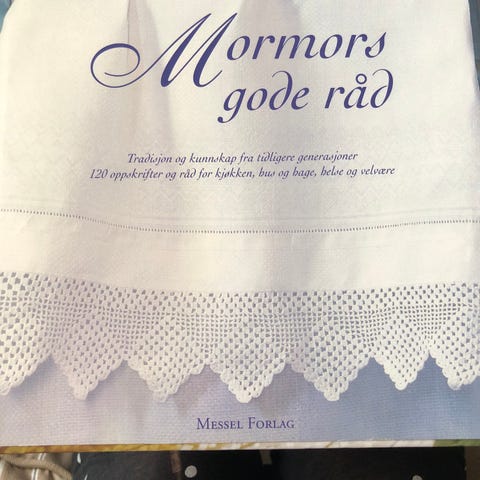 Mormors
gode råd
Tradisjon og kunnskap fra tidligere generasjoner
120 oppskrifter og råd for kjøkken, hus og hage, helse og velvære
MESSEL FORLAG